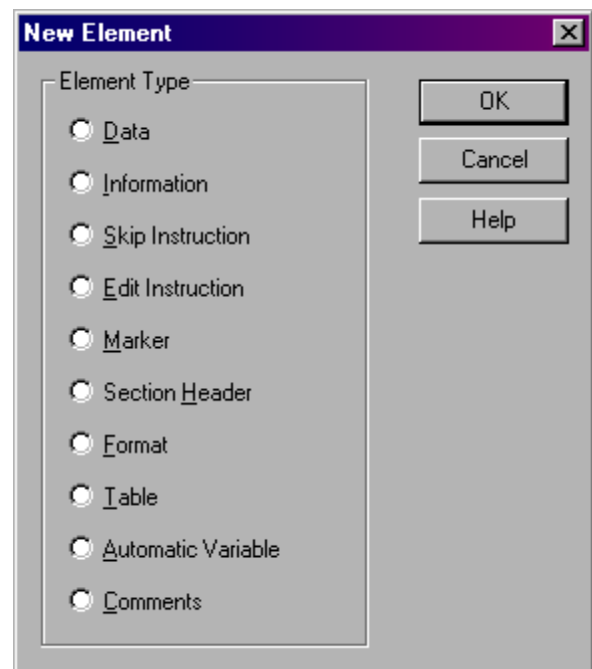 New Element
Element Type
Data
Information
Skip Instruction
Edit Instruction
Marker
Section Header
Format
Table
Automatic Variable
Comments
OK
Cancel
Help